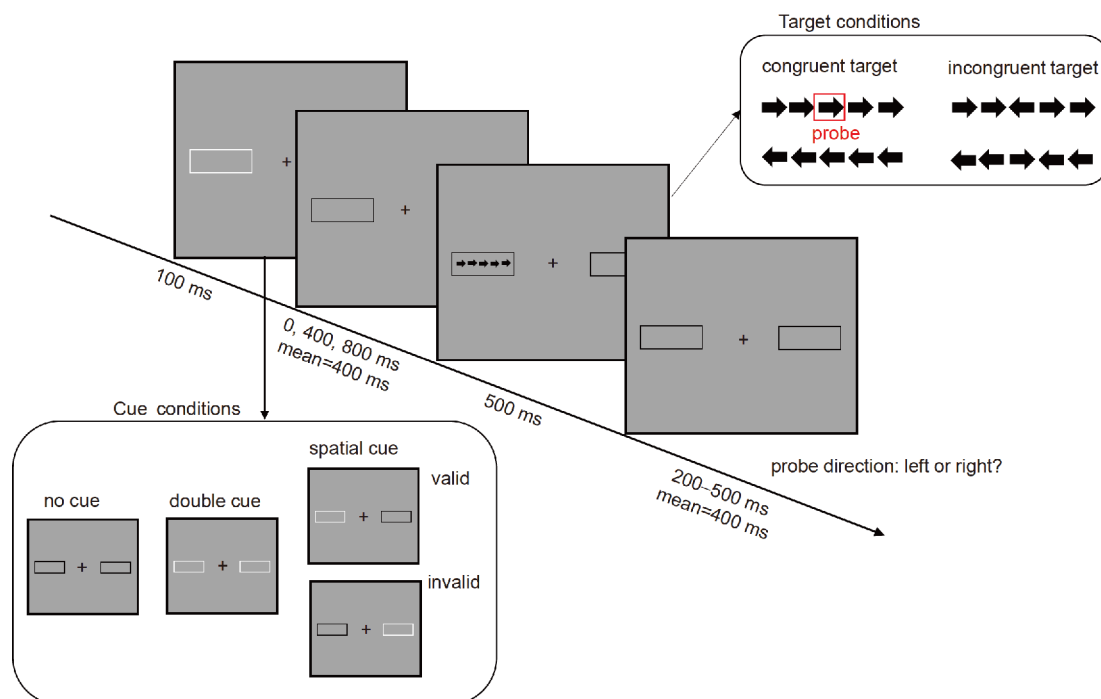 Target conditions
congruent target
incongruent target
probe
100 ms
0, 400, 800 ms
mean=400 ms
500 ms
200–500 ms
mean=400 ms
probe direction: left or right?
Cue conditions
spatial cue
valid
no cue
double cue
invalid